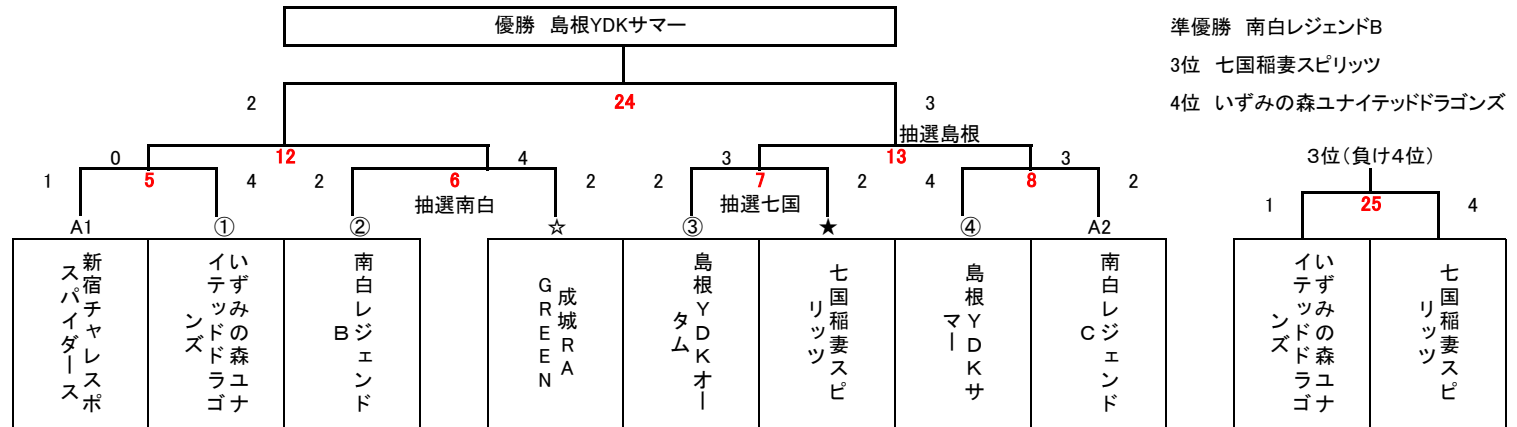 優勝 島根YDKサマー
準優勝 南白レジェンドB
3位 七国稲妻スピリッツ
4位 いずみの森ユナイテッドドラゴンズ
2 24 3
抽選島根
0 12 4 3 13 3
3位(負け4位)
1 5 4 2 6 2 2 7 2 4 8 2
1 25 4
抽選南白 抽選七国
A1 ① ② ☆ ③ ★ ④ A2
新宿チャレスポ
スパイダース
いずみの森ユナ
イテッドドラゴ
ンズ
南白レジェンド
B
成城RA
GREEN
島根YDKオー
タム
七国稲妻スピ
リッツ
島根YDKサ
マー
南白レジェンド
C
いずみの森ユナ
イテッドドラゴ
ンズ
七国稲妻スピ
リッツ